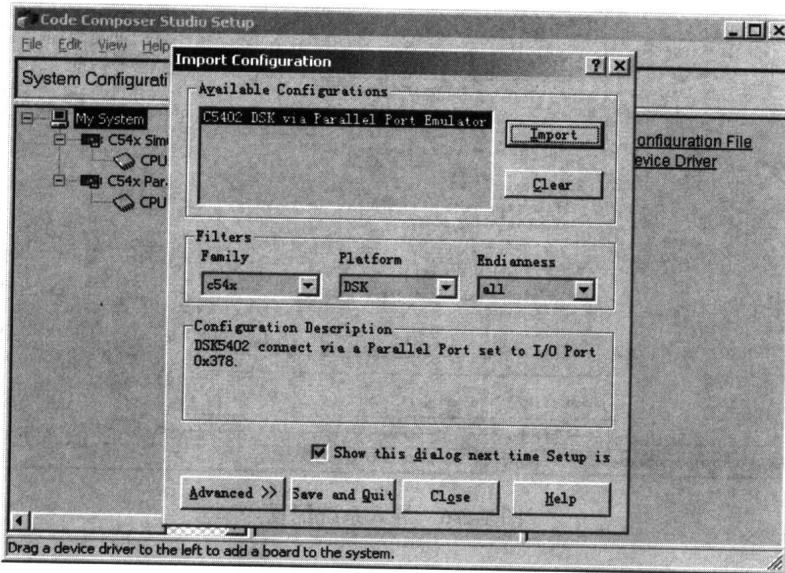 Code Composer Studio Setup
File Edit View Help
System Configurati
My System
C54x Simu
CPU
C54x Par
CPU
Import Configuration
Available Configurations
C5402 DSK via Parallel Port Emulator
Import
Clear
Filters
Family Platform Endianness
c54x DSK all
Configuration Description
DSK5402 connect via a Parallel Port set to I/O Port
0x378.
Show this dialog next time Setup is
Advanced >> Save and Quit Close Help
onfiguration File
evice Driver
Drag a device driver to the left to add a board to the system.